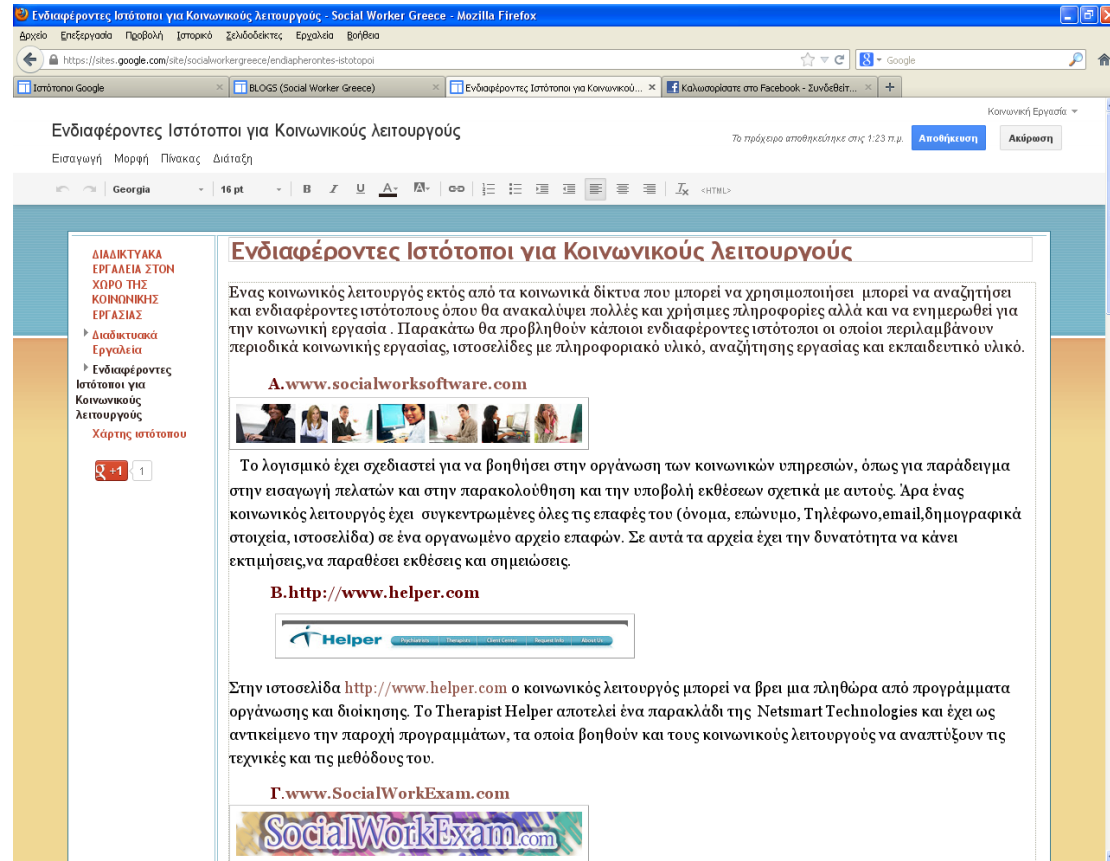 Ενδιαφέροντες Ιστότοποι για Κοινωνικούς λειτουργούς - Social Worker Greece - Mozilla Firefox
Αρχείο Επεξεργασία Προβολή Ιστορικό Σελιδοδείκτες Εργαλεία Βοήθεια
https://sites.google.com/site/socialworkergreece/endiapherontes-istotopoi
Google
Ιστότοποι Google
BLOGS (Social Worker Greece)
Ενδιαφέροντες Ιστότοποι για Κοινωνικού...
Καλωσορίσατε στο Facebook - Συνδεθείτ...
Κοινωνική Εργασία
Ενδιαφέροντες Ιστότοποι για Κοινωνικούς λειτουργούς
Το πρόχειρο αποθηκεύτηκε στις 1:23 π.μ.
Αποθήκευση
Ακύρωση
Εισαγωγή Μορφή Πίνακας Διάταξη
Georgia 16 pt B I U A A <HTML>
ΔΙΑΔΙΚΤΥΑΚΑ
ΕΡΓΑΛΕΙΑ ΣΤΟΝ
ΧΩΡΟ ΤΗΣ
ΚΟΙΝΩΝΙΚΗΣ
ΕΡΓΑΣΙΑΣ
Διαδικτυακά
Εργαλεία
Ενδιαφέροντες
Ιστότοποι για
Κοινωνικούς
λειτουργούς
Χάρτης ιστότοπου
g +1 1
Ενδιαφέροντες Ιστότοποι για Κοινωνικούς λειτουργούς
Ενας κοινωνικός λειτουργός εκτός από τα κοινωνικά δίκτυα που μπορεί να χρησιμοποιήσει μπορεί να αναζητήσει
και ενδιαφέροντες ιστότοπους όπου θα ανακαλύψει πολλές και χρήσιμες πληροφορίες αλλά και να ενημερωθεί για
την κοινωνική εργασία . Παρακάτω θα προβληθούν κάποιοι ενδιαφέροντες ιστότοποι οι οποίοι περιλαμβάνουν
περιοδικά κοινωνικής εργασίας, ιστοσελίδες με πληροφοριακό υλικό, αναζήτησης εργασίας και εκπαιδευτικό υλικό.
Α.www.socialworksoftware.com
Το λογισμικό έχει σχεδιαστεί για να βοηθήσει στην οργάνωση των κοινωνικών υπηρεσιών, όπως για παράδειγμα
στην εισαγωγή πελατών και στην παρακολούθηση και την υποβολή εκθέσεων σχετικά με αυτούς. Άρα ένας
κοινωνικός λειτουργός έχει συγκεντρωμένες όλες τις επαφές του (όνομα, επώνυμο, Τηλέφωνο,email,δημογραφικά
στοιχεία, ιστοσελίδα) σε ένα οργανωμένο αρχείο επαφών. Σε αυτά τα αρχεία έχει την δυνατότητα να κάνει
εκτιμήσεις,να παραθέσει εκθέσεις και σημειώσεις.
Β.http://www.helper.com
Helper Psychiatrists Therapists Client Center Request Info About Us
Στην ιστοσελίδα http://www.helper.com ο κοινωνικός λειτουργός μπορεί να βρει μια πληθώρα από προγράμματα
οργάνωσης και διοίκησης. Το Therapist Helper αποτελεί ένα παρακλάδι της Netsmart Technologies και έχει ως
αντικείμενο την παροχή προγραμμάτων, τα οποία βοηθούν και τους κοινωνικούς λειτουργούς να αναπτύξουν τις
τεχνικές και τις μεθόδους του.
Γ.www.SocialWorkExam.com
SocialWorkExam.com